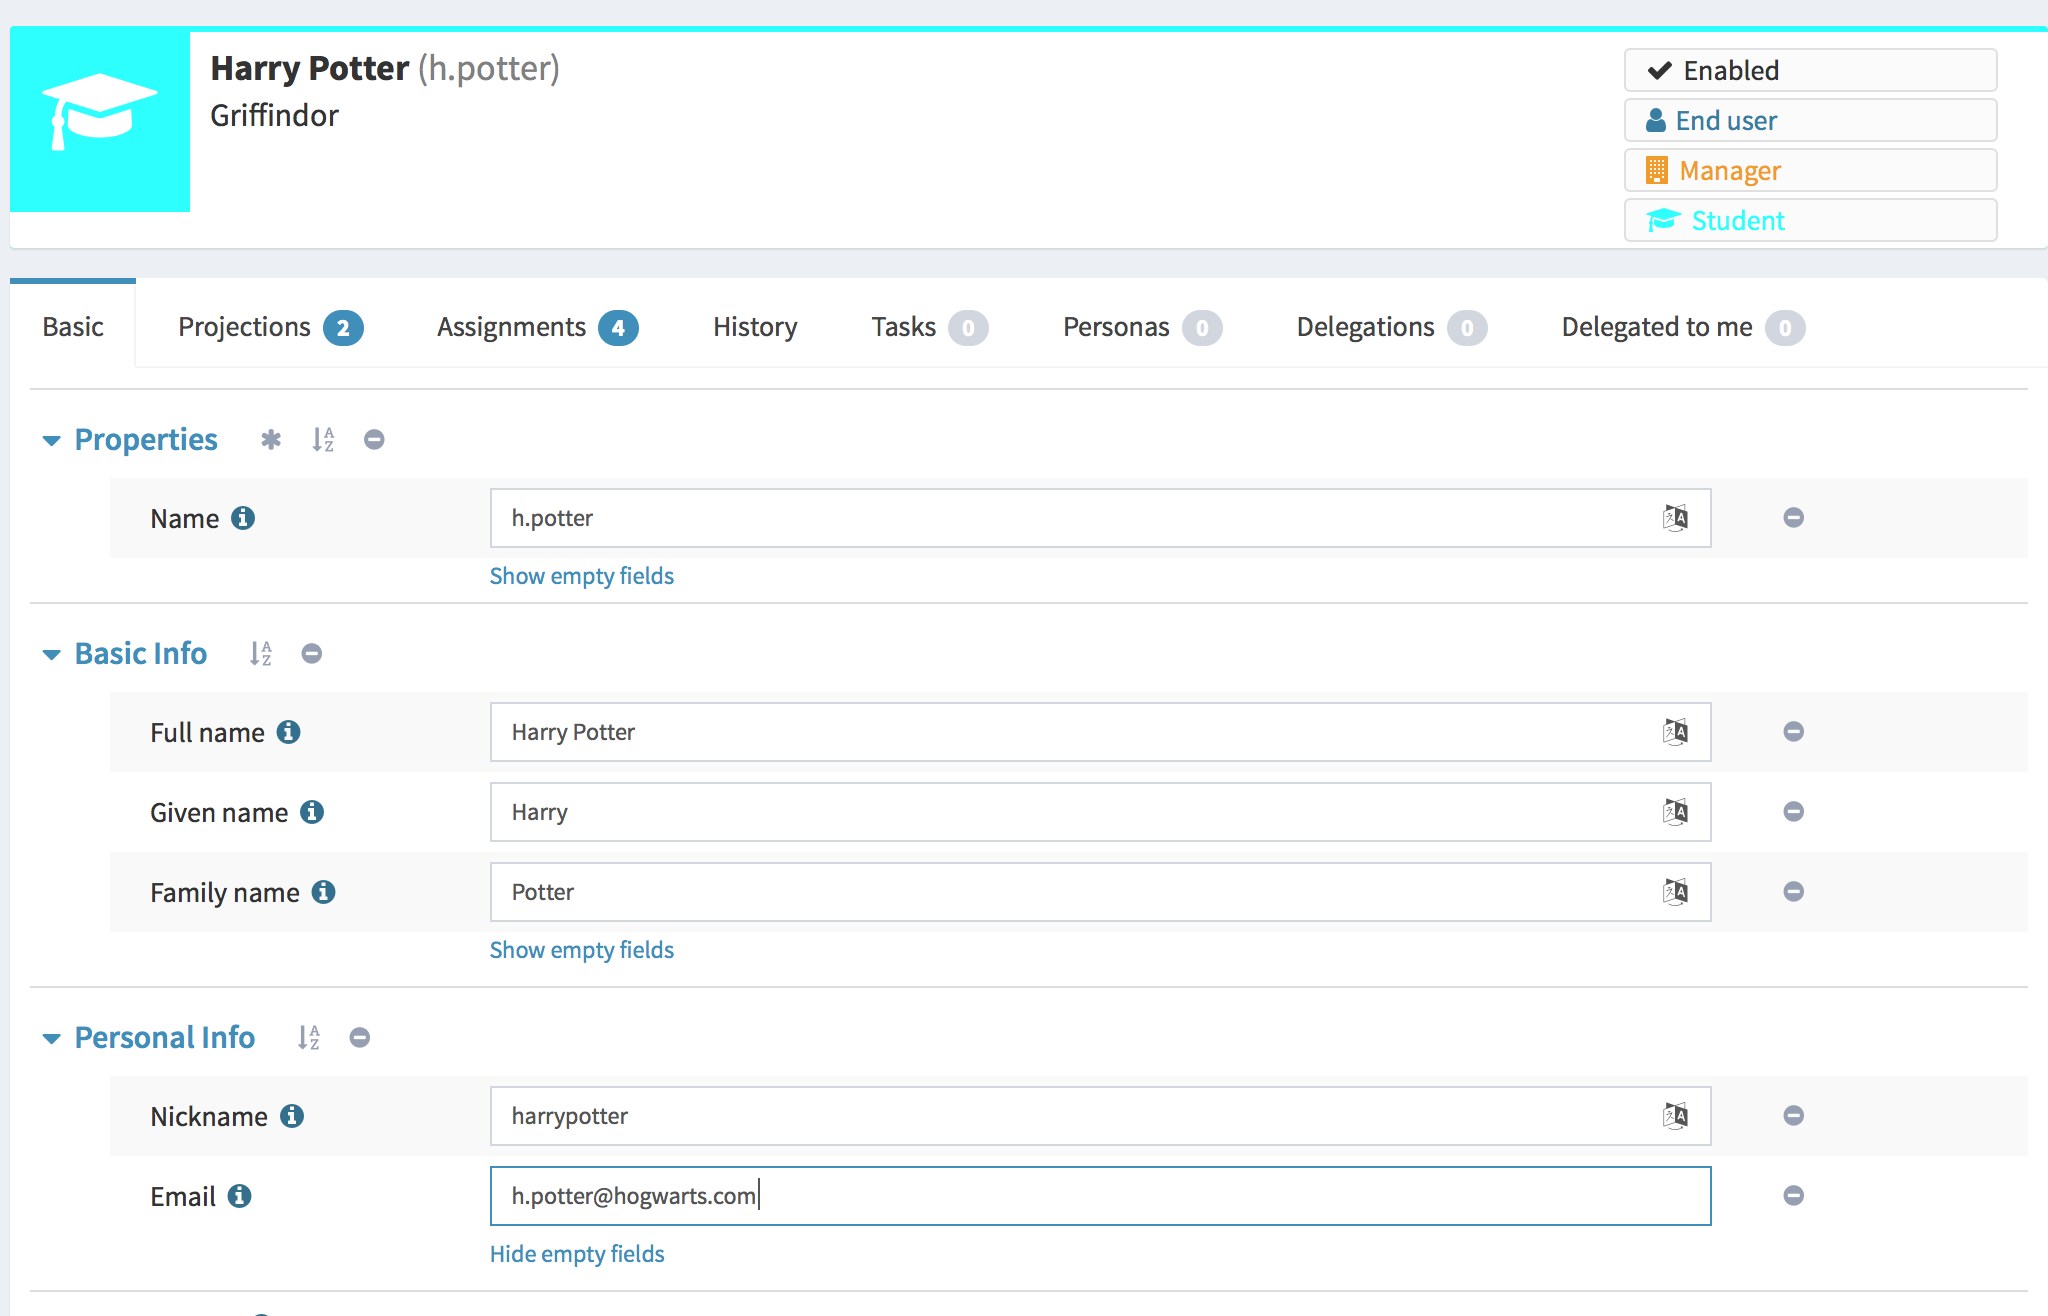 Harry Potter (h.potter)
Griffindor
Enabled
End user
Manager
Student
Basic Projections 2 Assignments 4 History Tasks 0 Personas 0 Delegations 0 Delegated to me 0
Properties
Name h.potter
Show empty fields
Basic Info
Full name Harry Potter
Given name Harry
Family name Potter
Show empty fields
Personal Info
Nickname harrypotter
Email h.potter@hogwarts.com
Hide empty fields